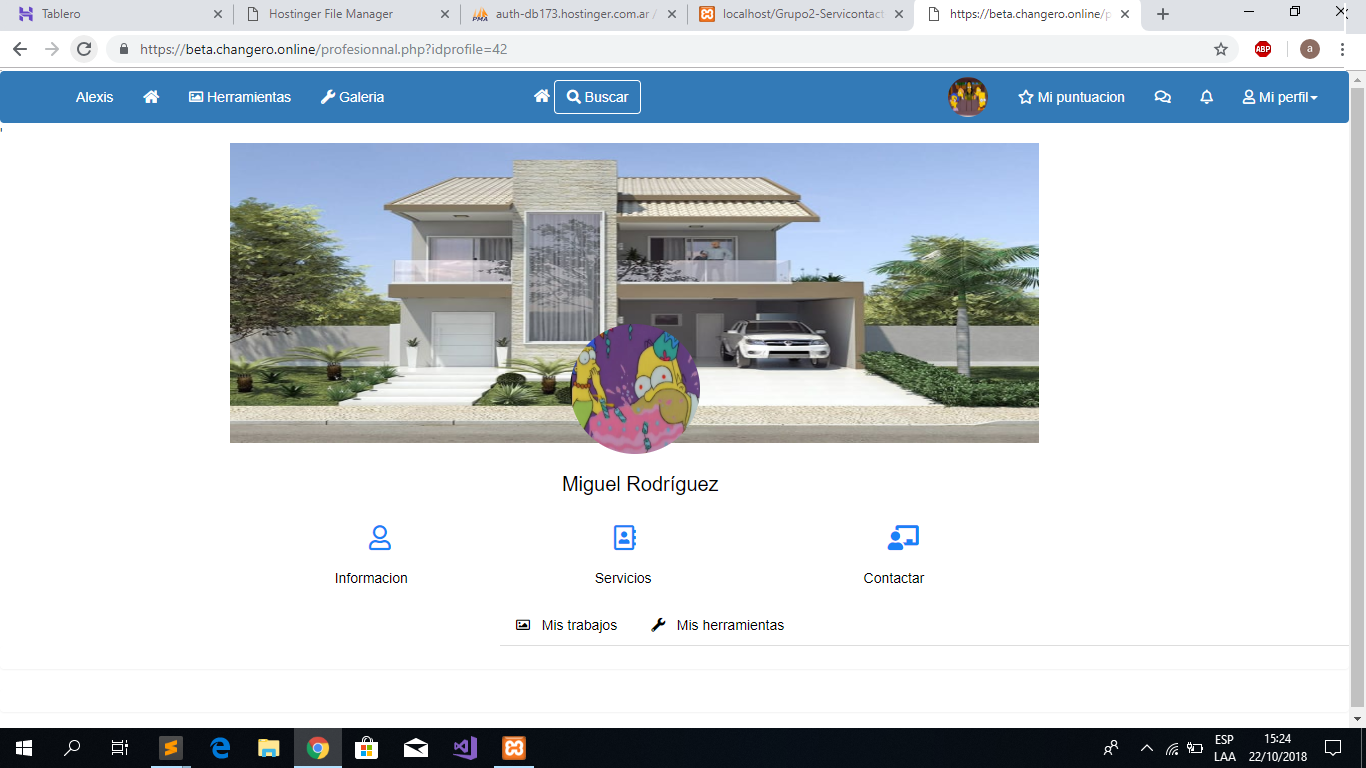 Tablero
Hostinger File Manager
PMA
auth-db173.hostinger.com.ar /
localhost/Grupo2-Servicontact
https://beta.changero.online/p
https://beta.changero.online/profesionnal.php?idprofile=42
ABP
a
Alexis
Herramientas
Galeria
Buscar
Mi puntuacion
Mi perfil
'
Miguel Rodríguez
Informacion
Servicios
Contactar
Mis trabajos
Mis herramientas
ESP
LAA
15:24
22/10/2018